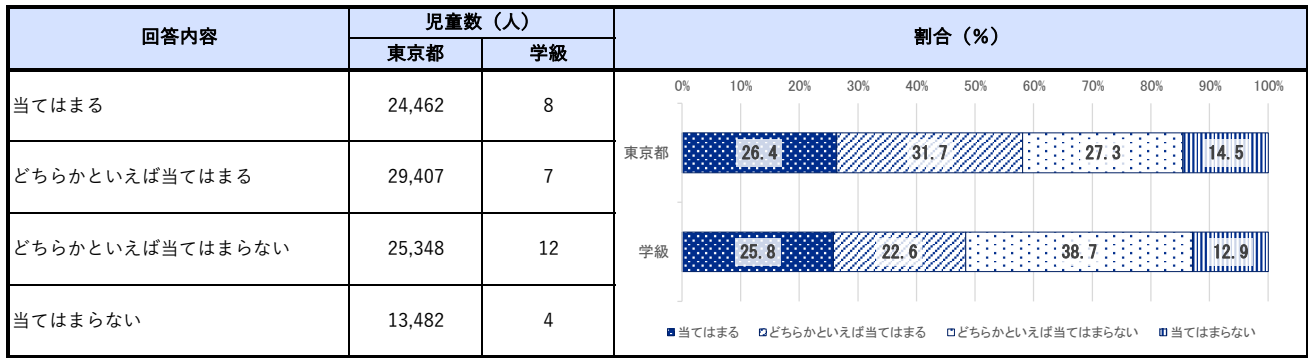 回答内容
児童数（人）
割合（%）
東京都
学級
当てはまる
24,462
8
どちらかといえば当てはまる
29,407
7
どちらかといえば当てはまらない
25,348
12
当てはまらない
13,482
4
0% 10% 20% 30% 40% 50% 60% 70% 80% 90% 100%
東京都
26.4 31.7 27.3 14.5
学級
25.8 22.6 38.7 12.9
当てはまる どちらかといえば当てはまる どちらかといえば当てはまらない 当てはまらない